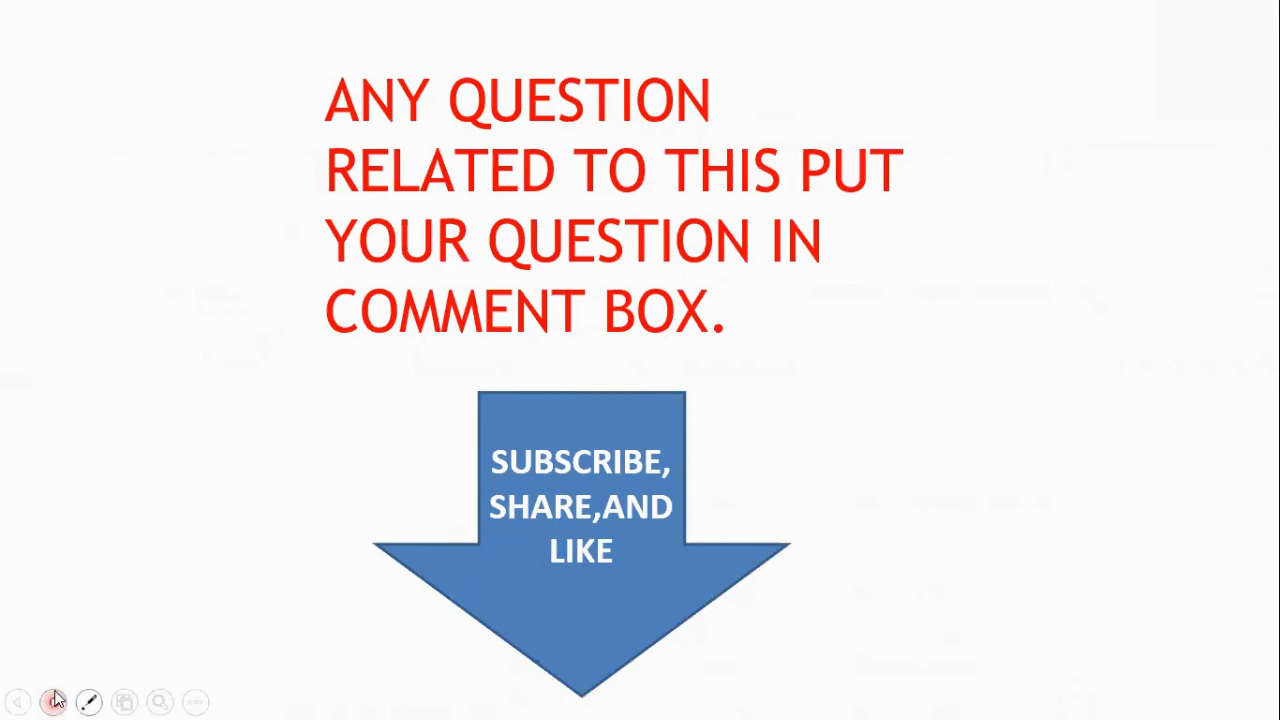 ANY QUESTION
RELATED TO THIS PUT
YOUR QUESTION IN
COMMENT BOX.
SUBSCRIBE,
SHARE,AND
LIKE